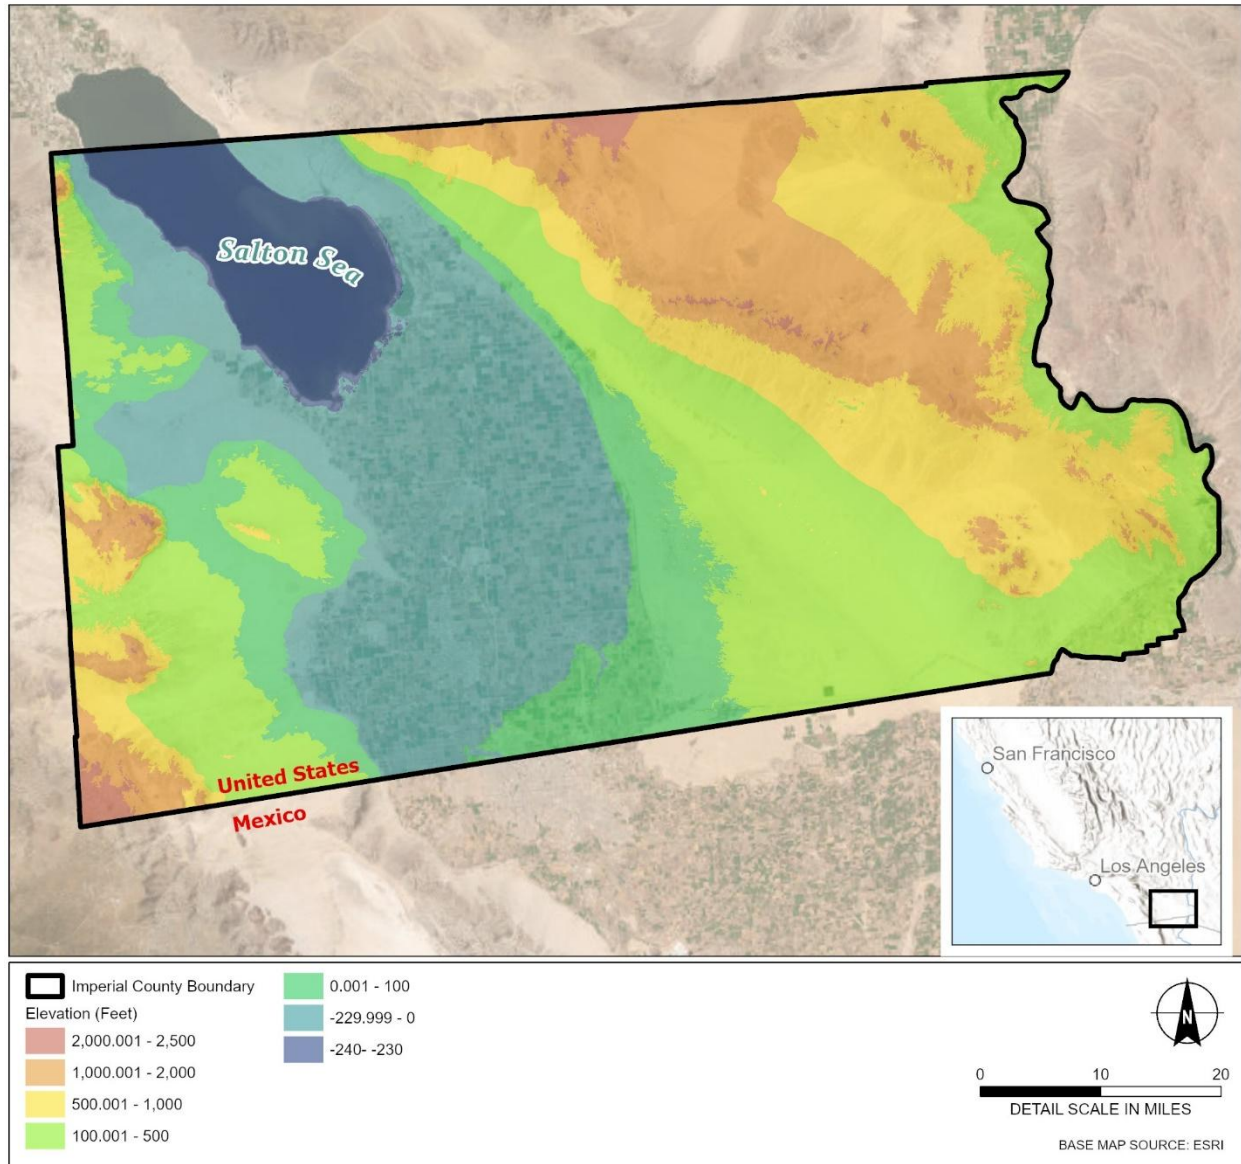 Salton Sea
United States
Mexico
San Francisco
Los Angeles
Imperial County Boundary
Elevation (Feet)
2,000.001 - 2,500
1,000.001 - 2,000
500.001 - 1,000
100.001 - 500
0.001 - 100
-229.999 - 0
-240- -230
N
0 10 20
DETAIL SCALE IN MILES
BASE MAP SOURCE: ESRI